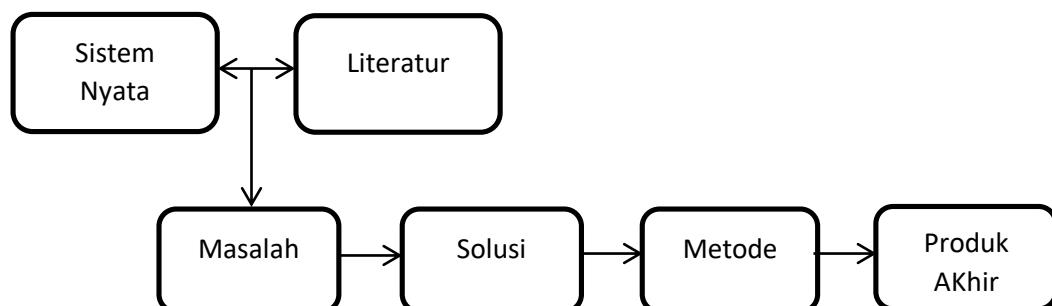 Sistem
Nyata
Literatur
Masalah
Solusi
Metode
Produk
AKhir